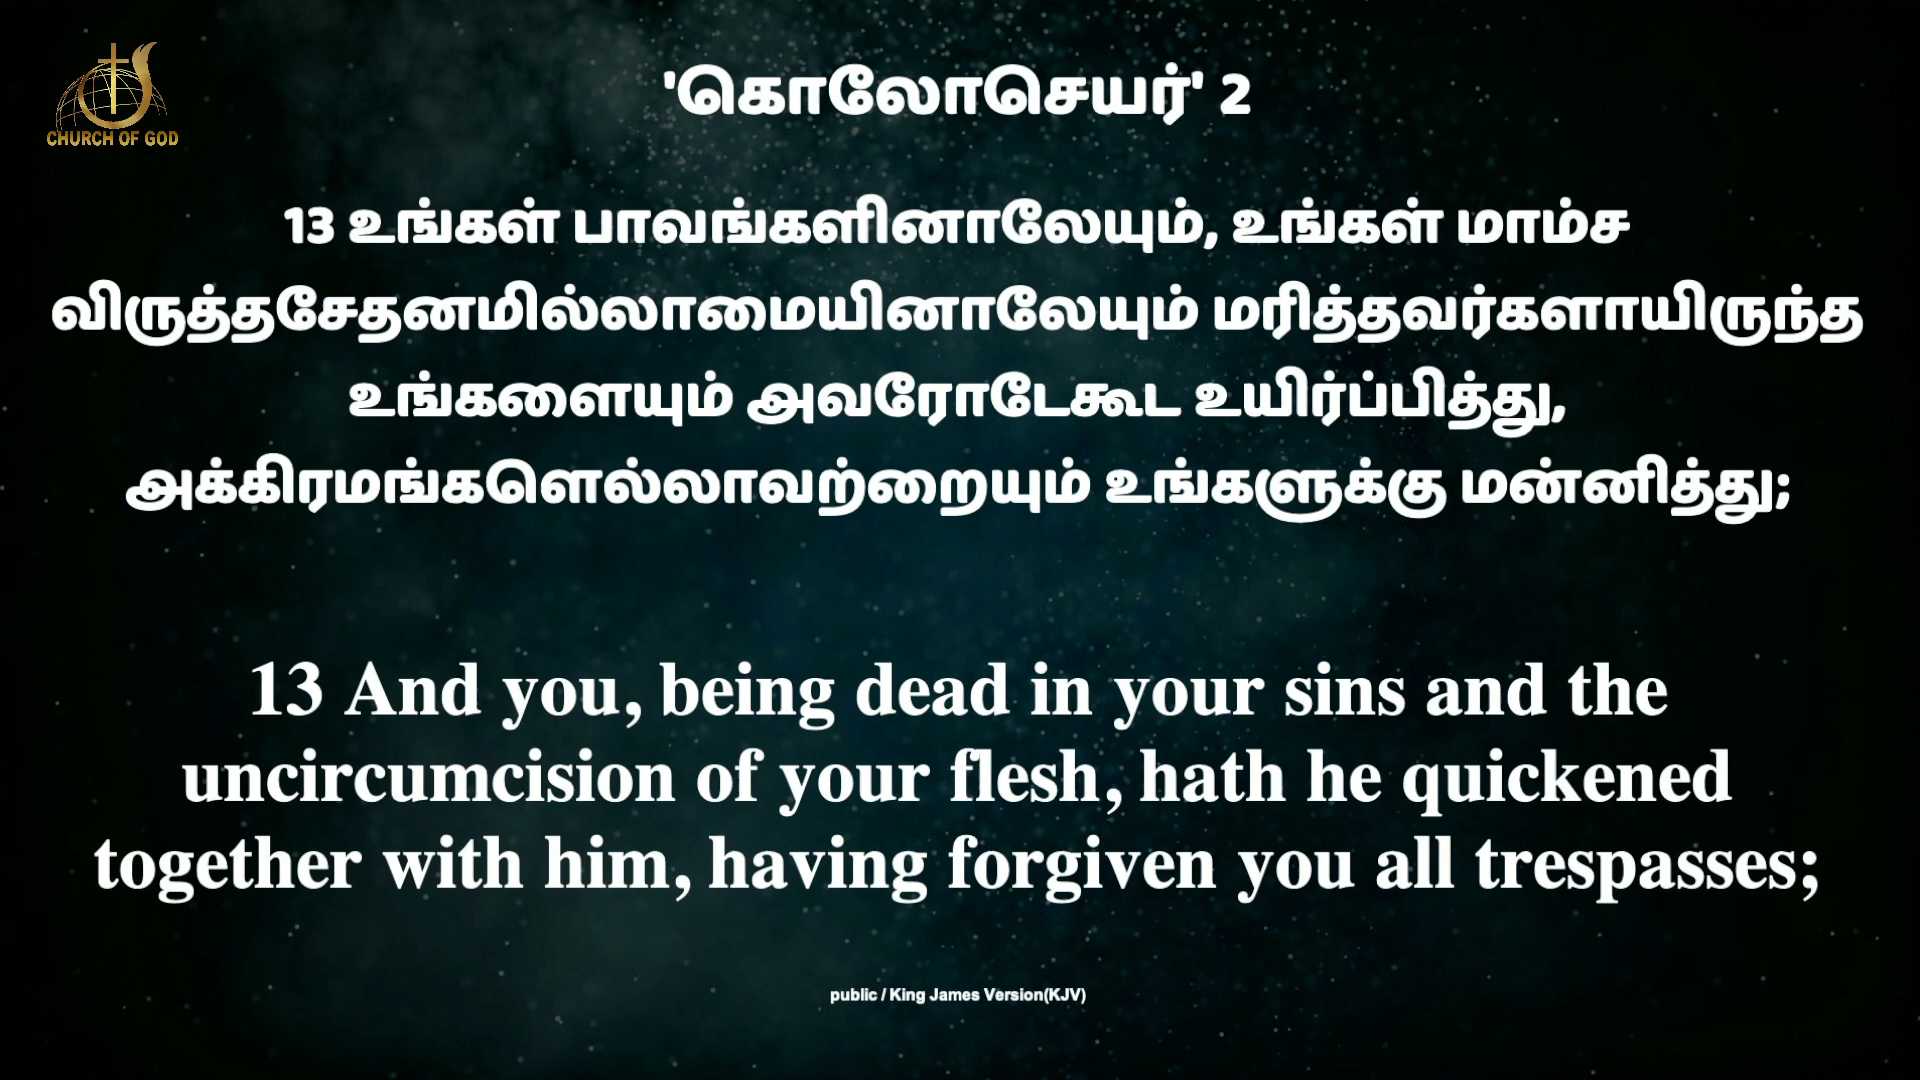 CHURCH OF GOD
'கொலோசெயர்' 2
13 உங்கள் பாவங்களினாலேயும், உங்கள் மாம்ச
விருத்தசேதனமில்லாமையினாலேயும் மரித்தவர்களாயிருந்த
உங்களையும் அவரோடேகூட உயிர்ப்பித்து,
அக்கிரமங்களெல்லாவற்றையும் உங்களுக்கு மன்னித்து;
13 And you, being dead in your sins and the
uncircumcision of your flesh, hath he quickened
together with him, having forgiven you all trespasses;
public / King James Version(KJV)